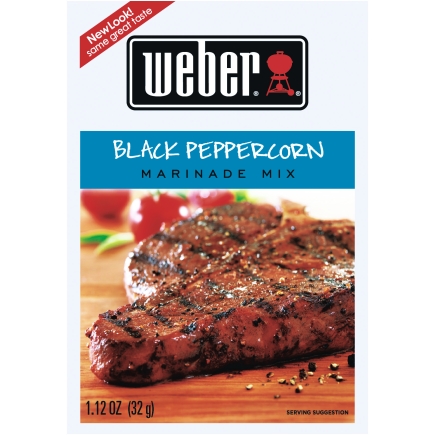 New Look!
same great taste
weber® ®
BLACK PEPPERCORN
MARINADE MIX
1.12 OZ (32 g)
SERVING SUGGESTION